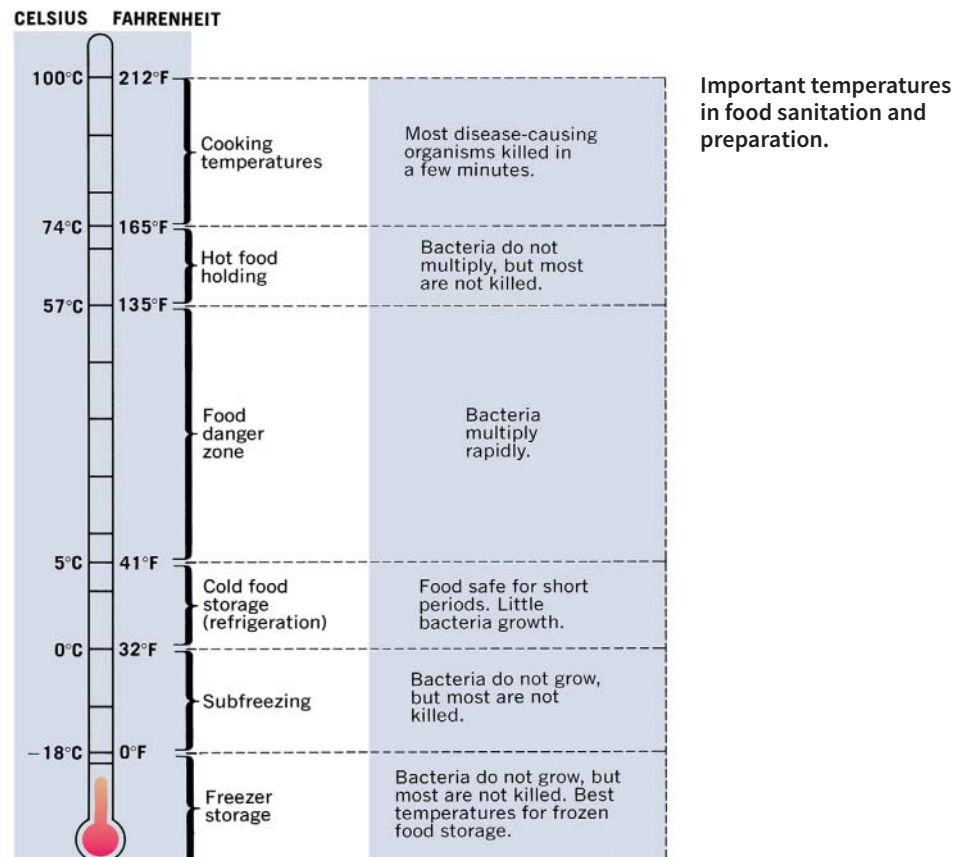 CELSIUS FAHRENHEIT
100°C 212°F
Important temperatures
in food sanitation and
preparation.
Cooking
temperatures
Most disease-causing
organisms killed in
a few minutes.
74°C 165°F
Hot food
holding
Bacteria do not
multiply, but most
are not killed.
57°C 135°F
Food
danger
zone
Bacteria
multiply
rapidly.
5°C 41°F
Cold food
storage
(refrigeration)
Food safe for short
periods. Little
bacteria growth.
0°C 32°F
Subfreezing
Bacteria do not grow,
but most are not
killed.
–18°C 0°F
Freezer
storage
Bacteria do not grow, but
most are not killed. Best
temperatures for frozen
food storage.